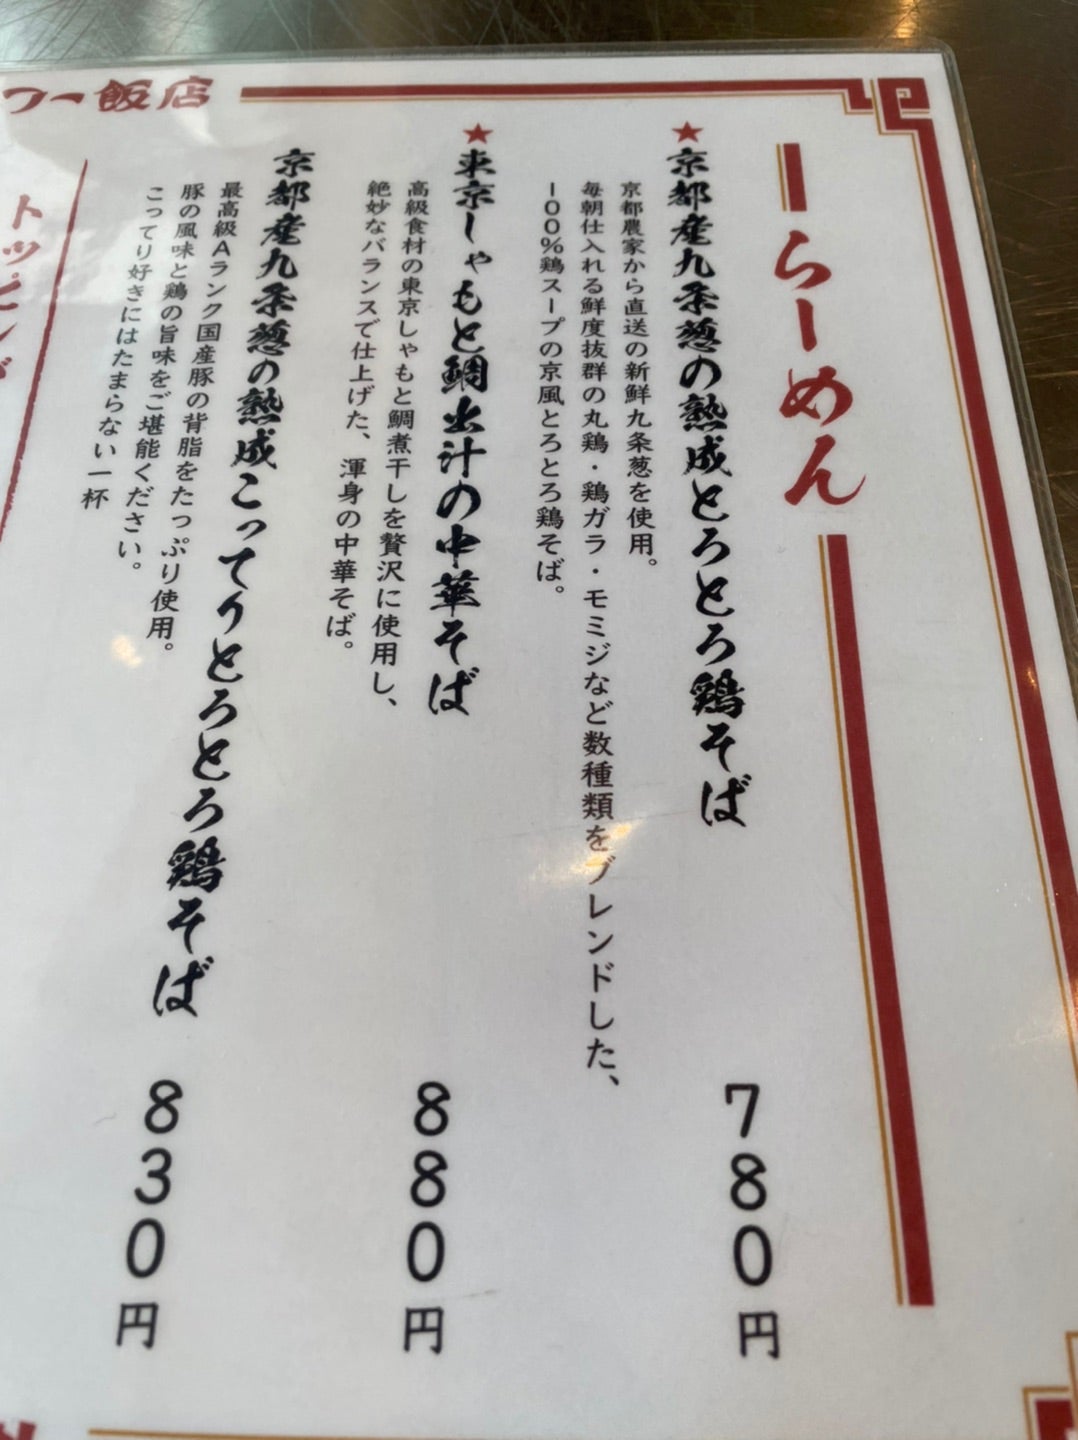 ワー飯店
らーめん
★京都産九条葱の熟成とろとろ鶏そば
780円
京都農家から直送の新鮮九条葱を使用。
毎朝仕入れる鮮度抜群の丸鶏・鶏ガラ・モミジなど数種類をブレンドした、
100%鶏スープの京風とろとろ鶏そば。
★東京しゃもと鯛出汁の中華そば
880円
高級食材の東京しゃもと鯛煮干しを贅沢に使用し、
絶妙なバランスで仕上げた、渾身の中華そば。
京都産九条葱の熟成こってりとろとろ鶏そば
830円
最高級Aランク国産豚の背脂をたっぷり使用。
豚の風味と鶏の旨味をご堪能ください。
こってり好きにはたまらない一杯
トッピング